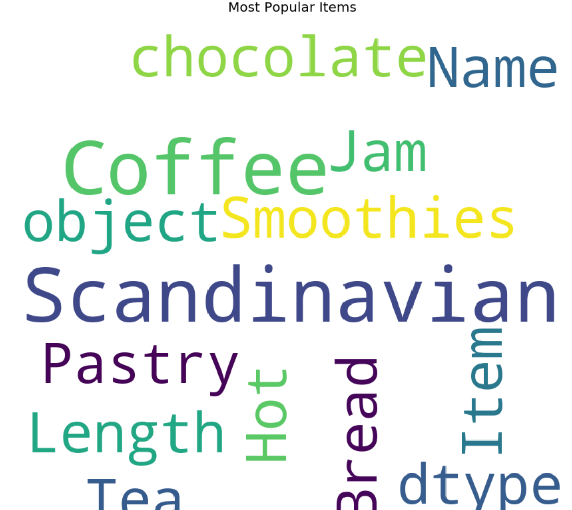 Most Popular Items
chocolate
Name
Coffee
Jam
object
Smoothies
Scandinavian
Pastry
Hot
Bread
Item
Length
Tea
dtype